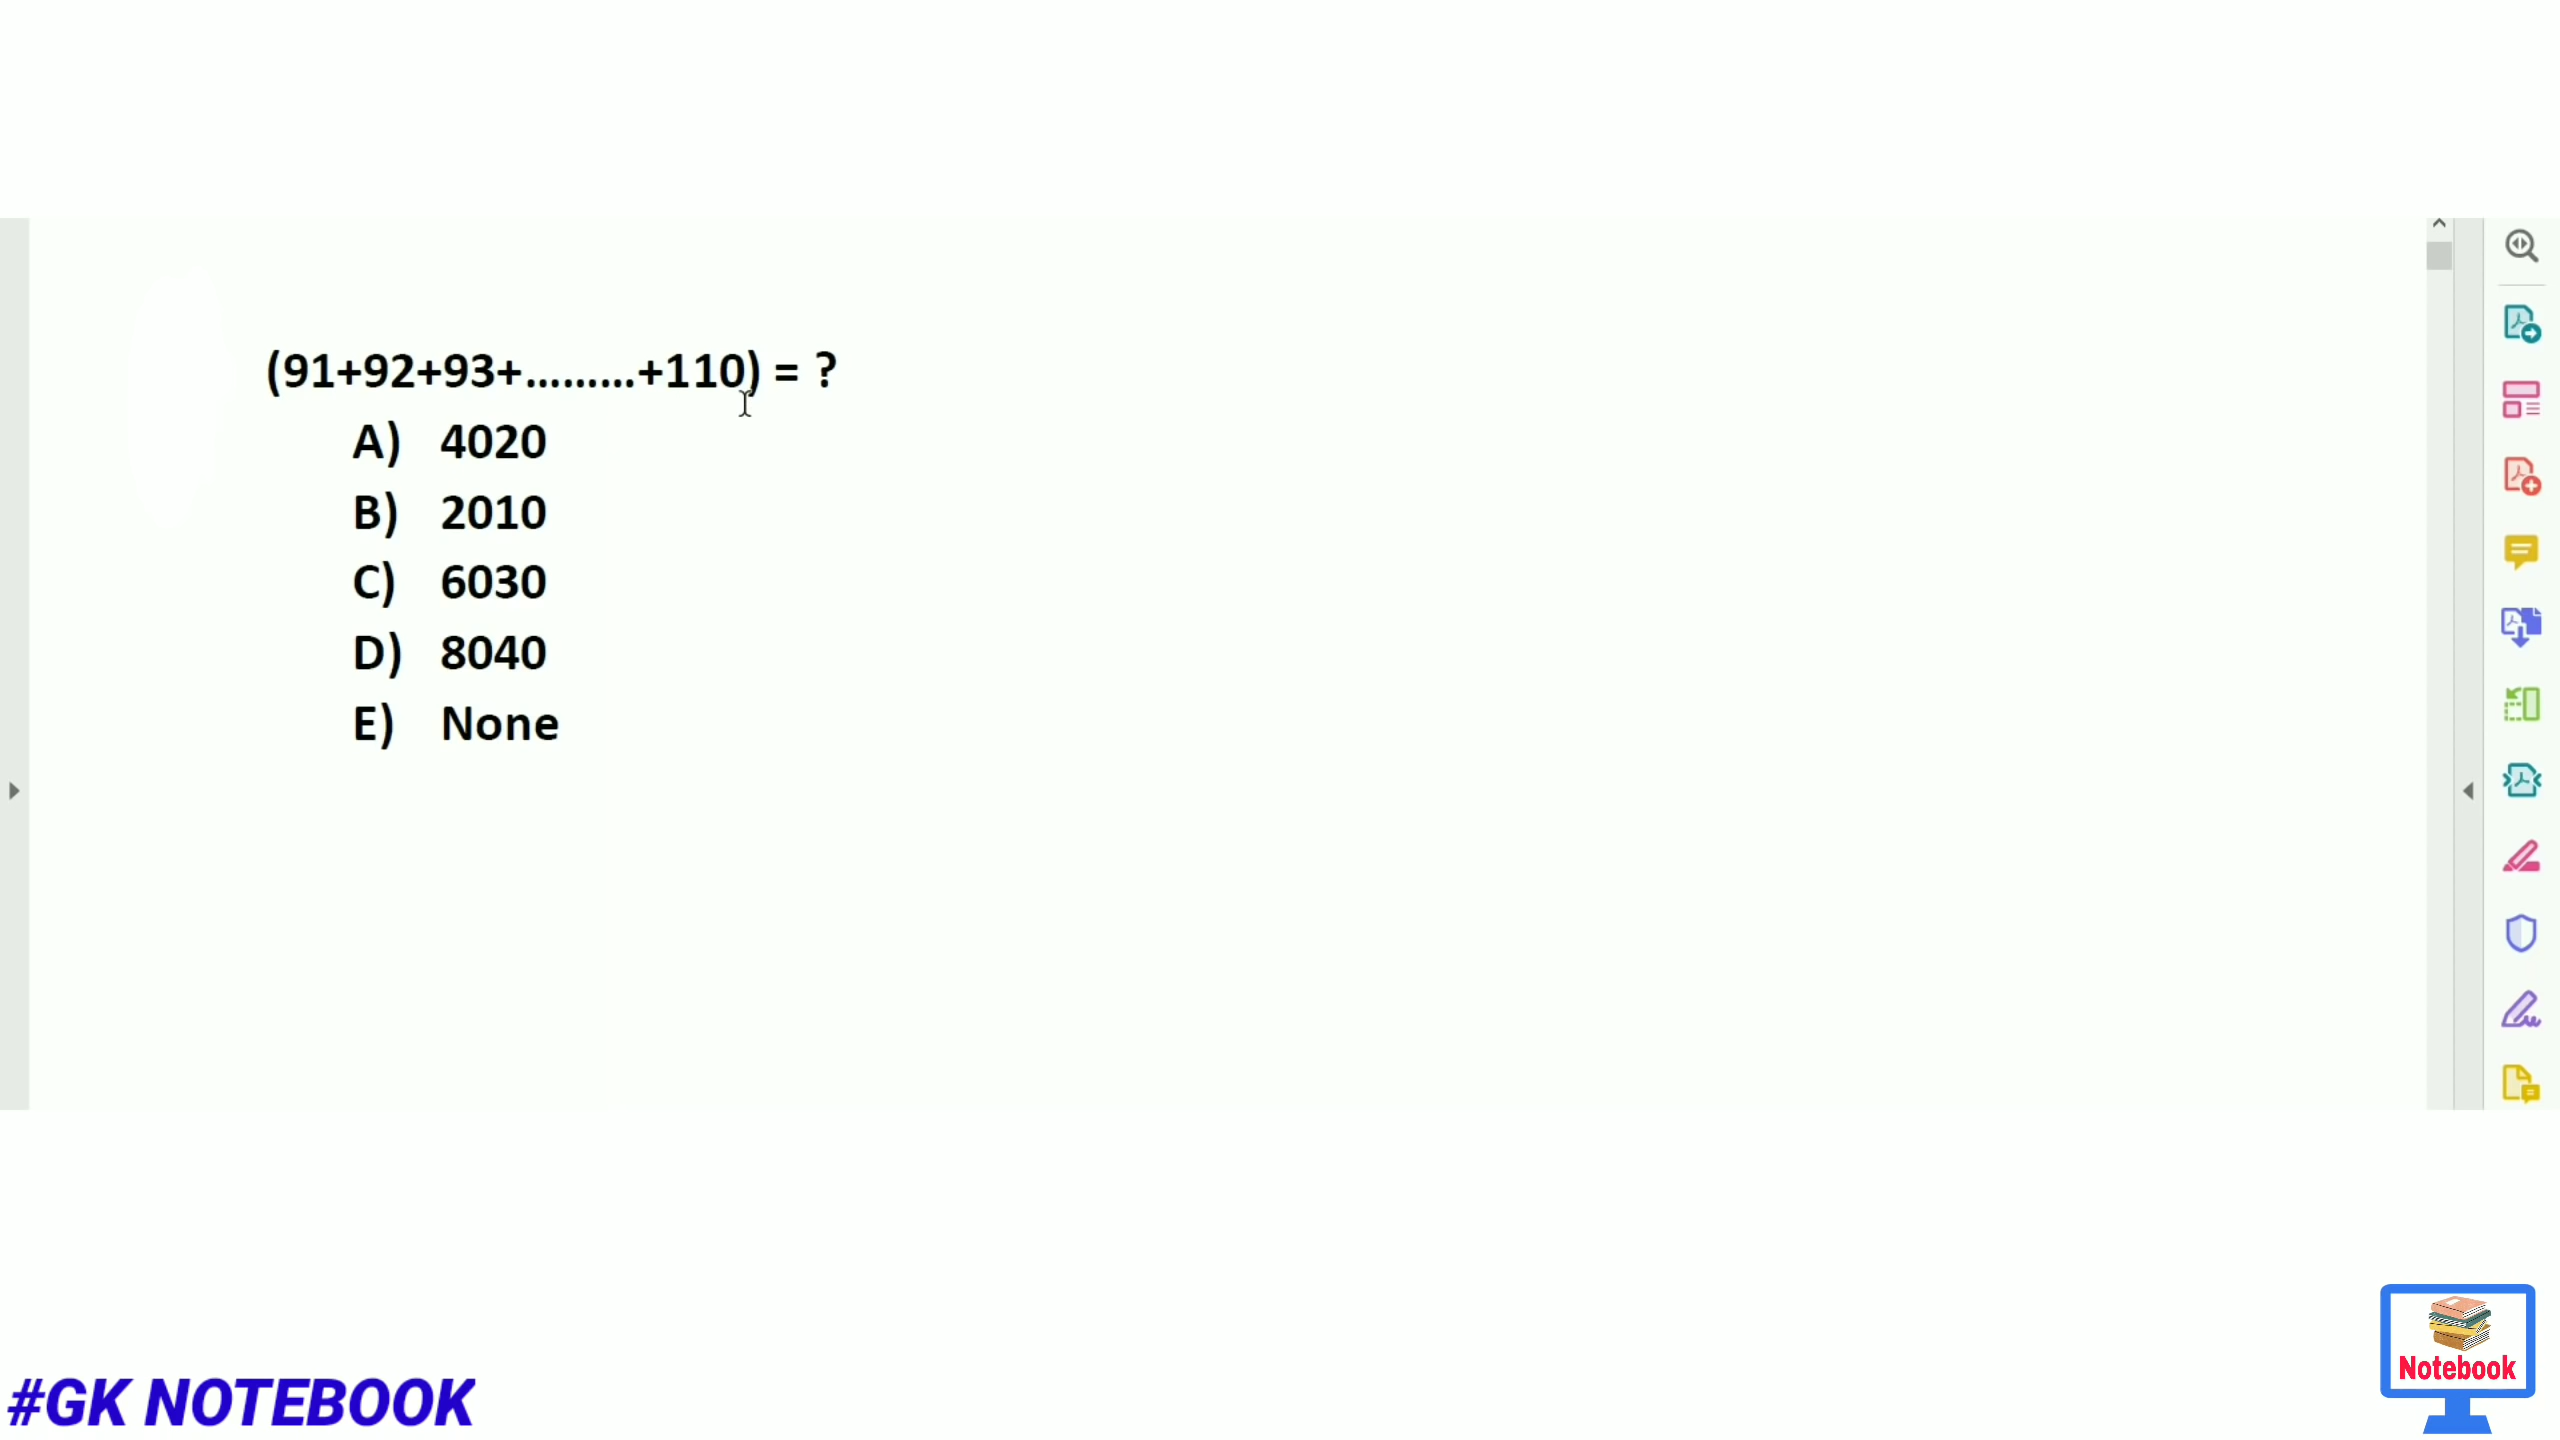 (91+92+93+.........+110) = ?
A) 4020
B) 2010
C) 6030
D) 8040
E) None
Notebook
#GK NOTEBOOK